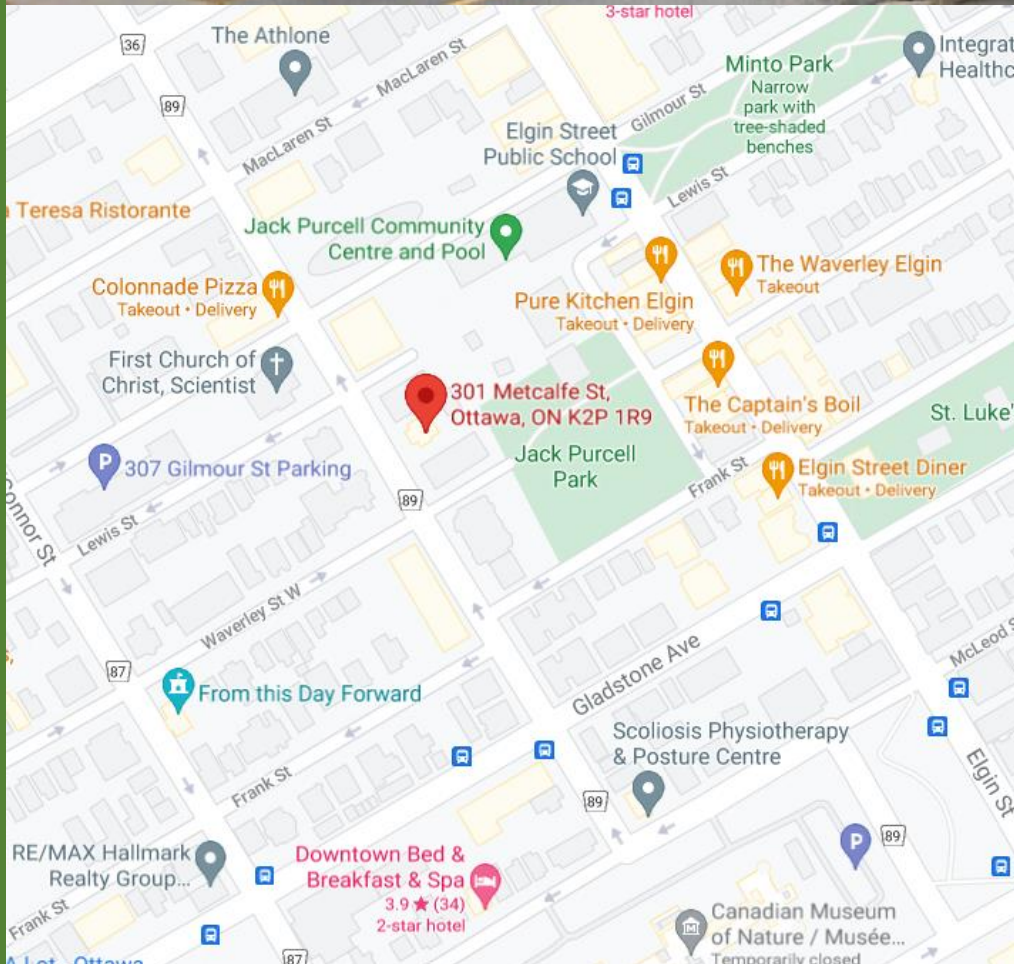 3-star hotel
36
The Athlone
MacLaren St
Minto Park
Narrow
park with
tree-shaded
benches
Integrat
Healthc
89
Gilmour St
Elgin Street
Public School
MacLaren St
Lewis St
Teresa Ristorante
Jack Purcell Community
Centre and Pool
The Waverley Elgin
Takeout
Colonnade Pizza
Takeout • Delivery
Pure Kitchen Elgin
Takeout • Delivery
First Church of
Christ, Scientist
301 Metcalfe St,
Ottawa, ON K2P 1R9
The Captain's Boil
Takeout • Delivery
St. Luke'
P
307 Gilmour St Parking
Jack Purcell
Park
Frank St
Elgin Street Diner
Takeout • Delivery
89
onnor St
Lewis St
Waverley St W
McLeod S
87
From this Day Forward
Gladstone Ave
Scoliosis Physiotherapy
& Posture Centre
Elgin St
Frank St
89
P
89
RE/MAX Hallmark
Realty Group...
Downtown Bed &
Breakfast & Spa
3.9 ★ (34)
2-star hotel
Frank St
Canadian Museum
of Nature / Musée...
Temporarily closed
87
Lot - Ottawa